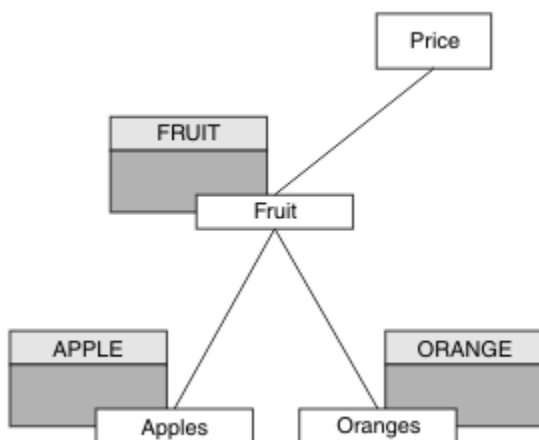 Price
FRUIT
Fruit
APPLE
ORANGE
Apples
Oranges